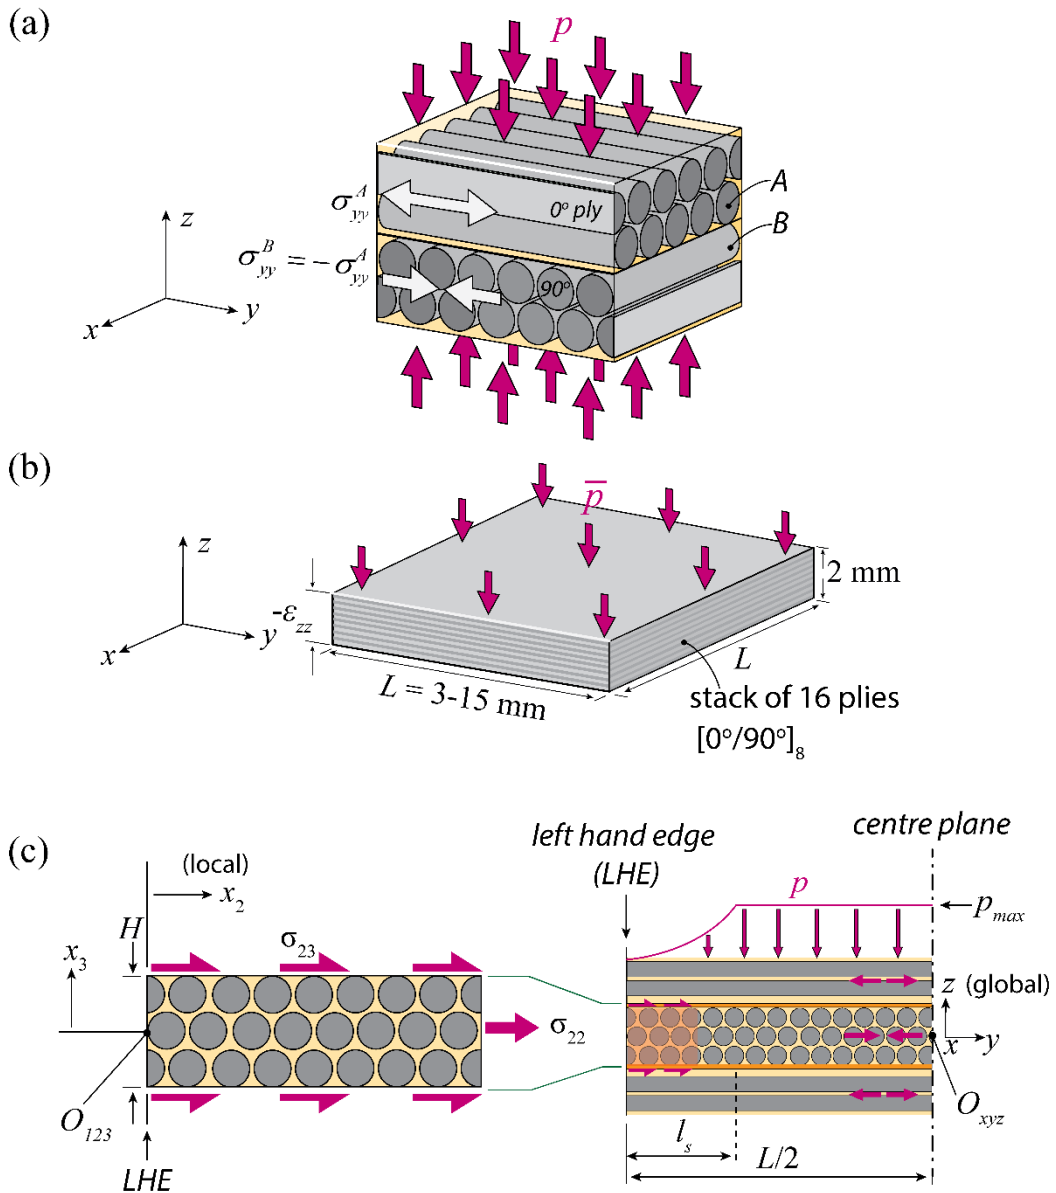 (a)
p
A
B
σ_yy^A
0° ply
σ_yy^B = −σ_yy^A
90°
z
y
x
(b)
p̄
z
y
x
-ε_zz
2 mm
L
L = 3-15 mm
stack of 16 plies
[0°/90°]_8
(c)
left hand edge
(LHE)
centre plane
(local)
x_2
p
p_max
H
x_3
σ_23
z (global)
σ_22
x
y
O_123
O_xyz
l_s
L/2
LHE